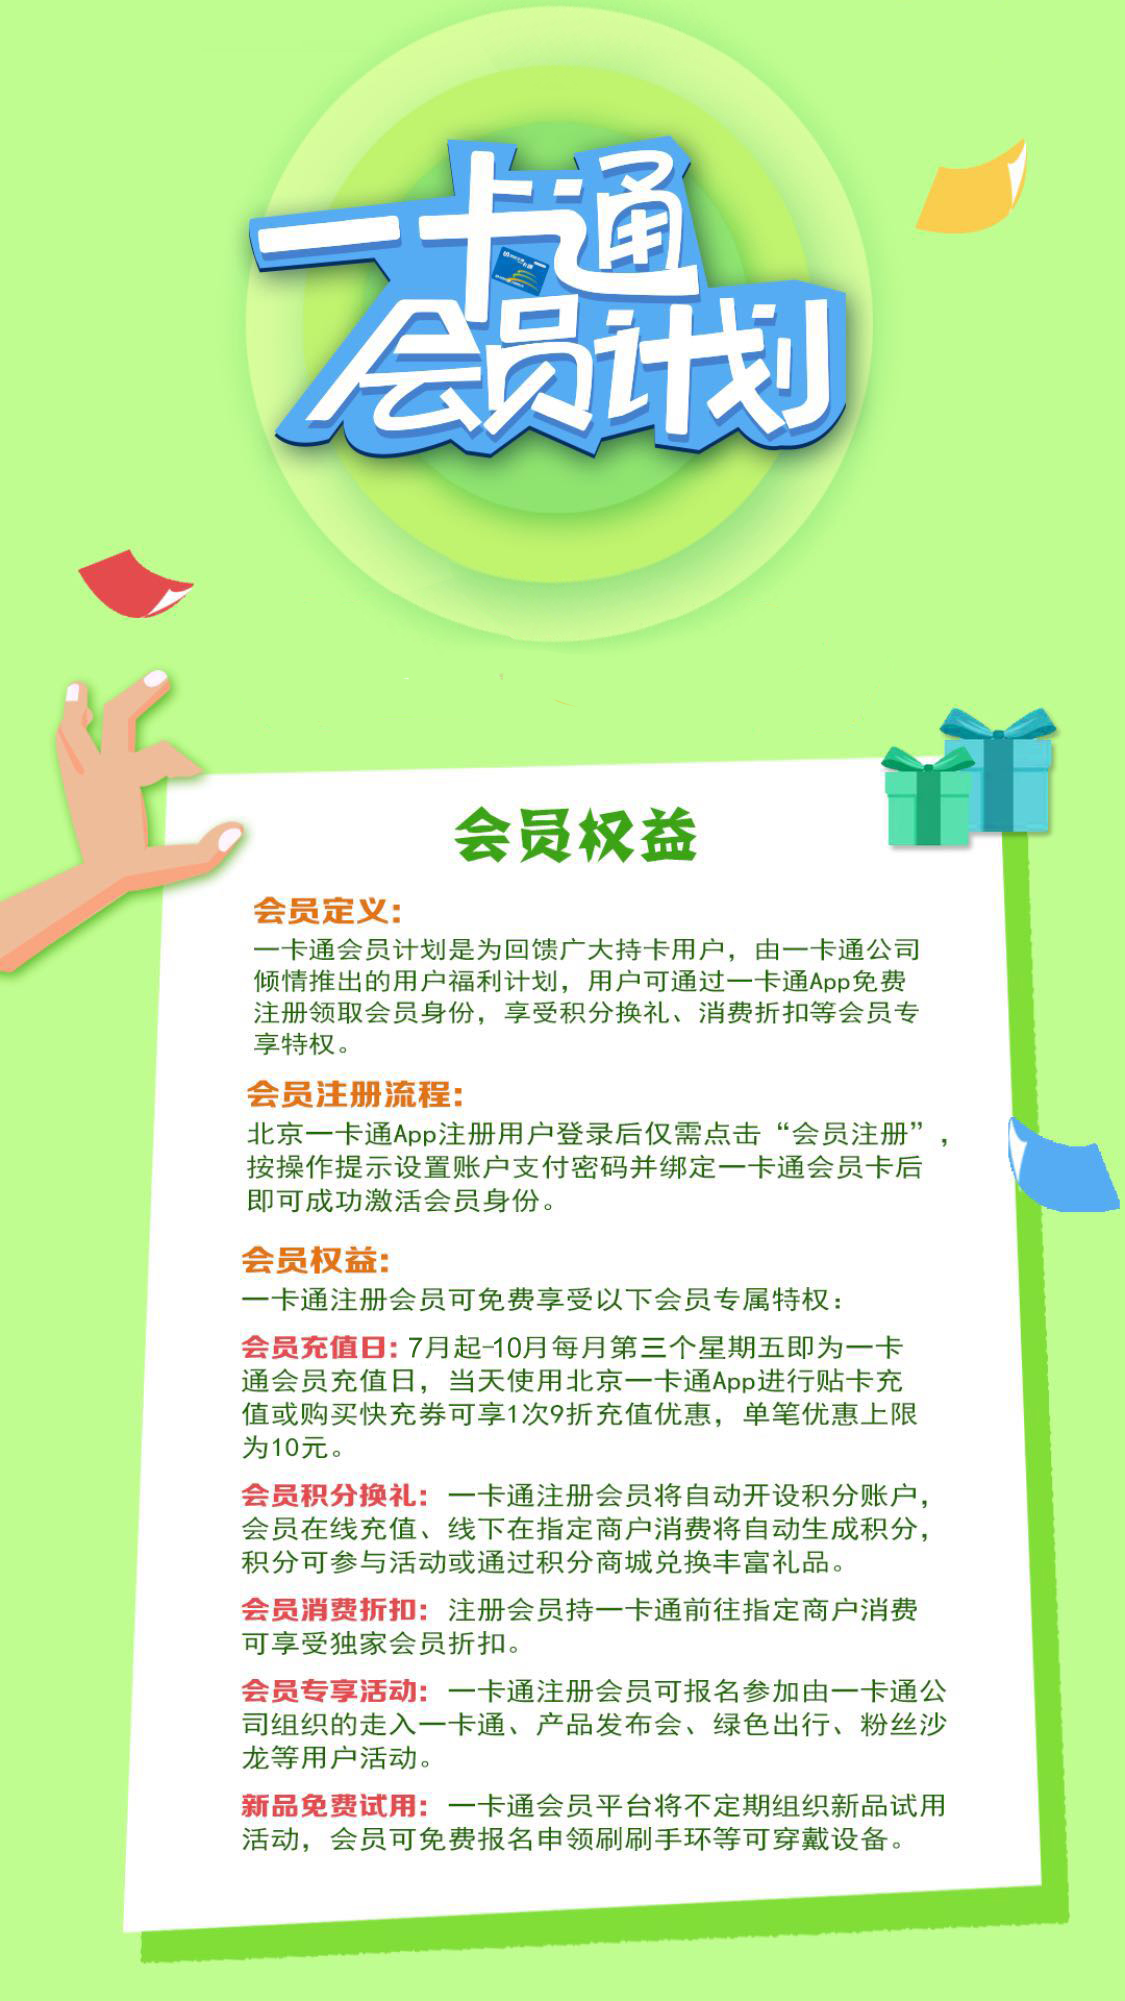 一卡通
会员计划
会员权益
会员定义:
一卡通会员计划是为回馈广大持卡用户，由一卡通公司
倾情推出的用户福利计划，用户可通过一卡通App免费
注册领取会员身份，享受积分换礼、消费折扣等会员专
享特权。
会员注册流程:
北京一卡通App注册用户登录后仅需点击“会员注册”，
按操作提示设置账户支付密码并绑定一卡通会员卡后
即可成功激活会员身份。
会员权益:
一卡通注册会员可免费享受以下会员专属特权：
会员充值日: 7月起-10月每月第三个星期五即为一卡
通会员充值日，当天使用北京一卡通App进行贴卡充
值或购买快充券可享1次9折充值优惠，单笔优惠上限
为10元。
会员积分换礼: 一卡通注册会员将自动开设积分账户，
会员在线充值、线下在指定商户消费将自动生成积分，
积分可参与活动或通过积分商城兑换丰富礼品。
会员消费折扣: 注册会员持一卡通前往指定商户消费
可享受独家会员折扣。
会员专享活动: 一卡通注册会员可报名参加由一卡通公
司组织的走入一卡通、产品发布会、绿色出行、粉丝沙
龙等用户活动。
新品免费试用: 一卡通会员平台将不定期组织新品试用
活动，会员可免费报名申领刷刷手环等可穿戴设备。